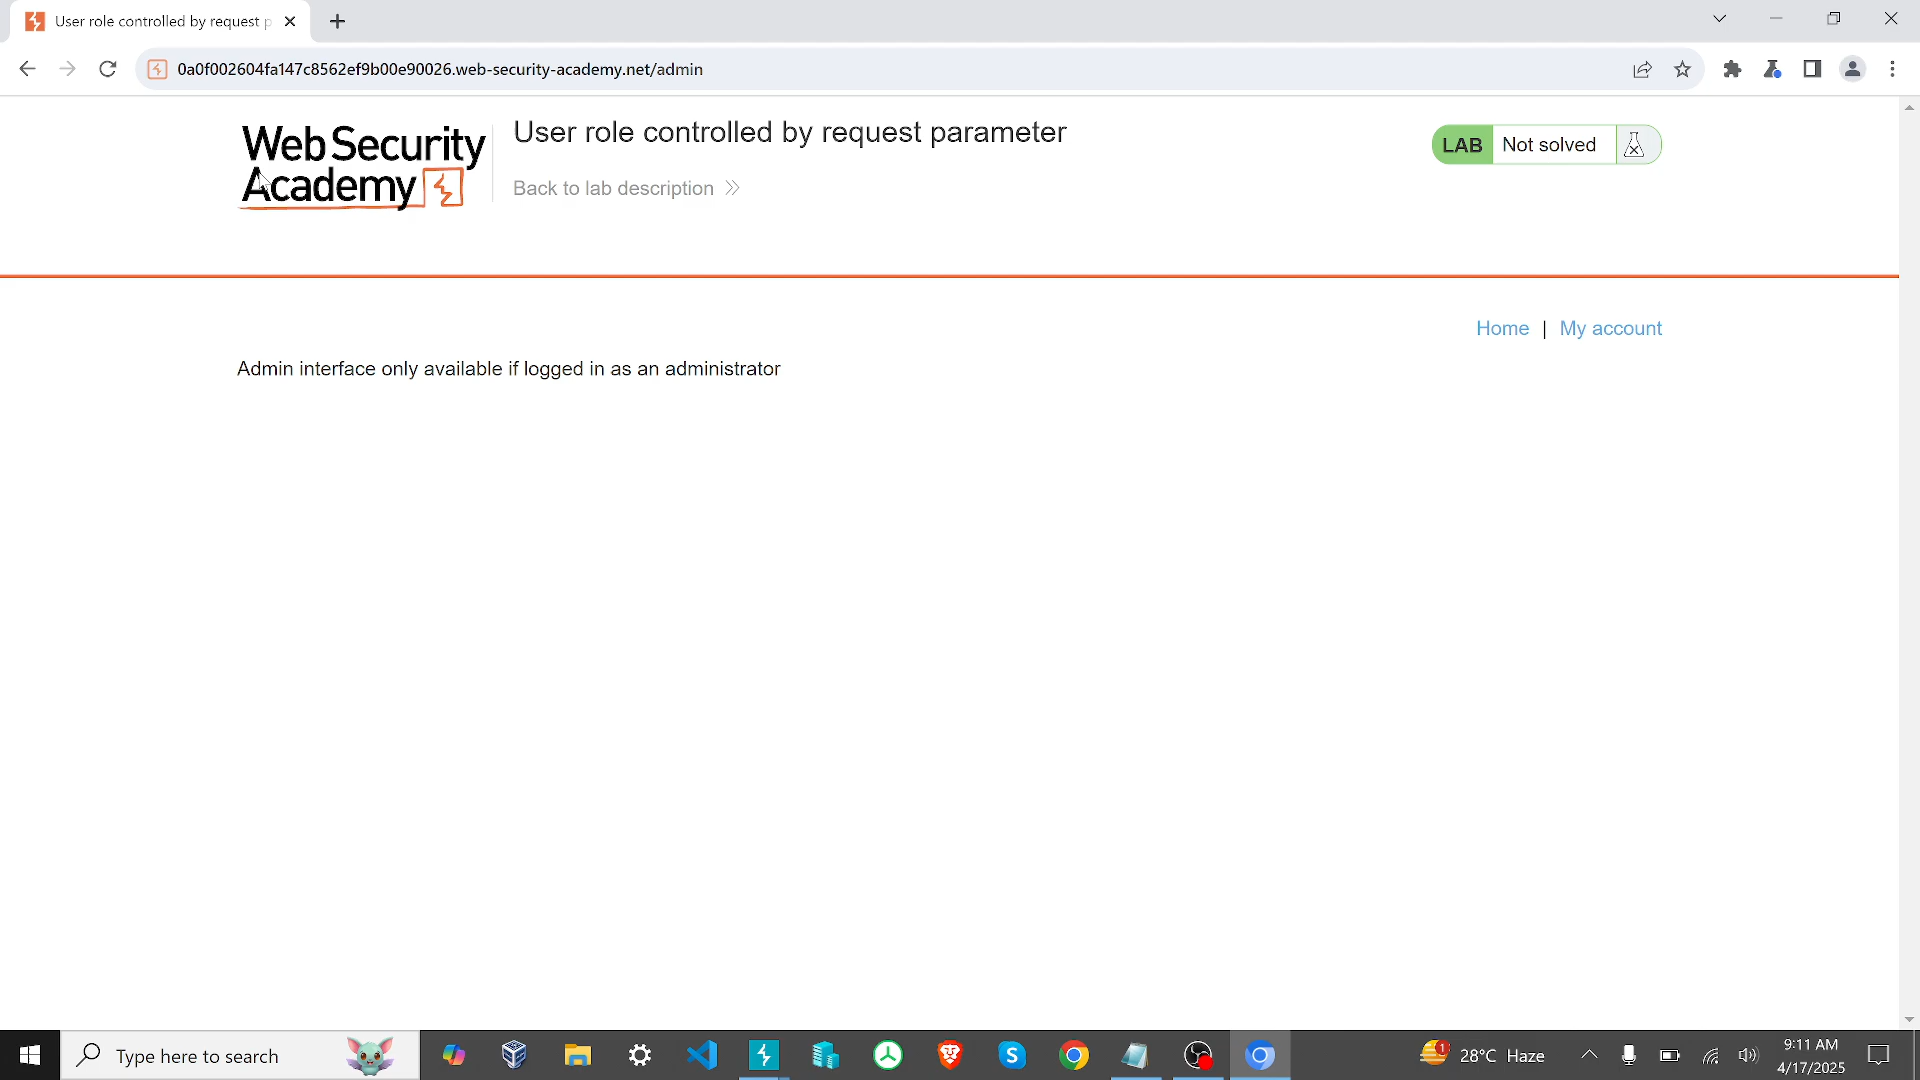 User role controlled by request p
0a0f002604fa147c8562ef9b00e90026.web-security-academy.net/admin
Web Security
Academy
User role controlled by request parameter
Back to lab description
LAB Not solved
Home | My account
Admin interface only available if logged in as an administrator
Type here to search
1
28°C Haze
9:11 AM
4/17/2025